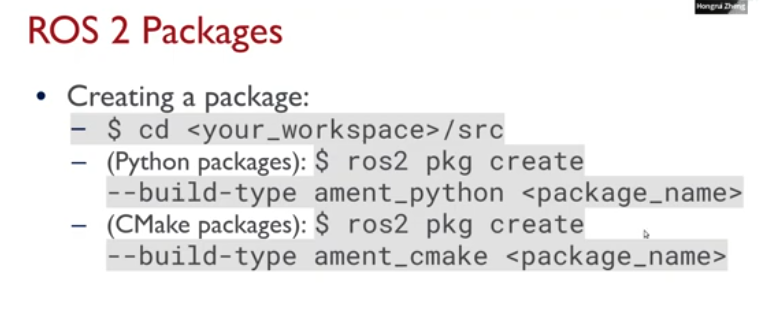 Hongrui Zheng
ROS 2 Packages
• Creating a package:
– $ cd <your_workspace>/src
– (Python packages): $ ros2 pkg create
--build-type ament_python <package_name>
– (CMake packages): $ ros2 pkg create
--build-type ament_cmake <package_name>